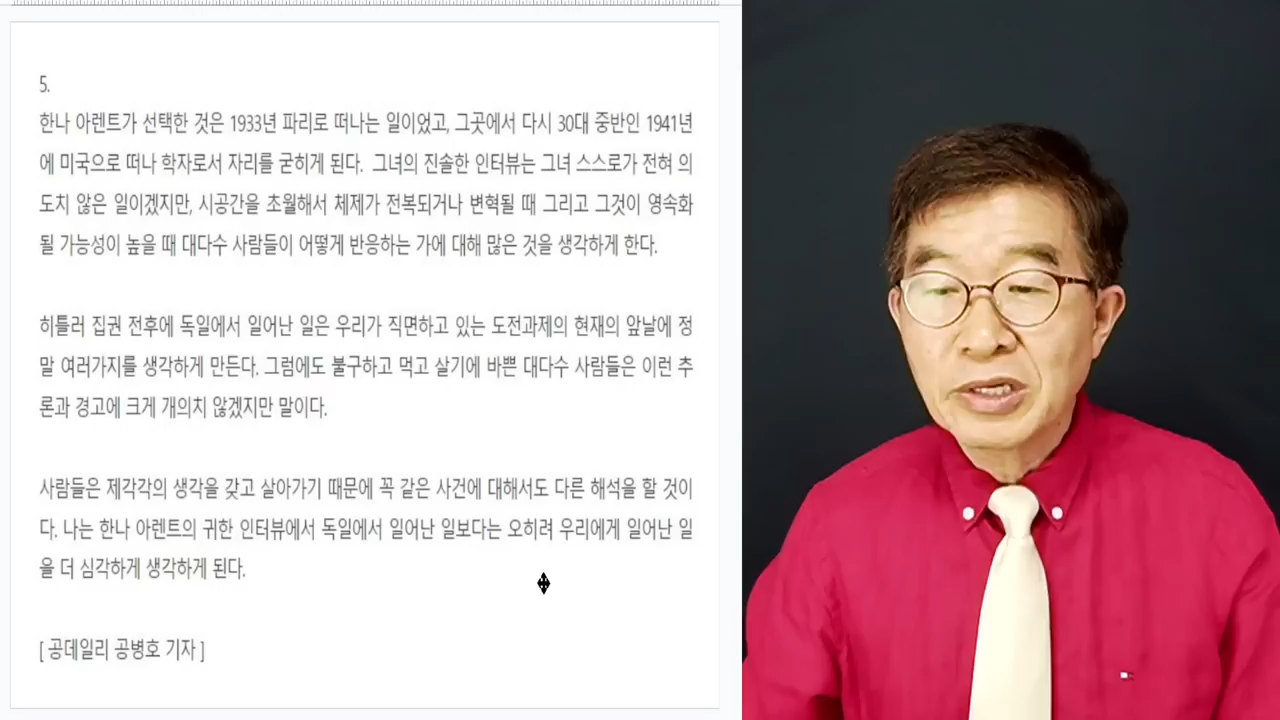 5.
한나 아렌트가 선택한 것은 1933년 파리로 떠나는 일이었고, 그곳에서 다시 30대 중반인 1941년
에 미국으로 떠나 학자로서 자리를 굳히게 된다. 그녀의 진솔한 인터뷰는 그녀 스스로가 전혀 의
도치 않은 일이겠지만, 시공간을 초월해서 체제가 전복되거나 변혁될 때 그리고 그것이 영속화
될 가능성이 높을 때 대다수 사람들이 어떻게 반응하는 가에 대해 많은 것을 생각하게 한다.
히틀러 집권 전후에 독일에서 일어난 일은 우리가 직면하고 있는 도전과제의 현재의 앞날에 정
말 여러가지를 생각하게 만든다. 그럼에도 불구하고 먹고 살기에 바쁜 대다수 사람들은 이런 추
론과 경고에 크게 개의치 않겠지만 말이다.
사람들은 제각각의 생각을 갖고 살아가기 때문에 꼭 같은 사건에 대해서도 다른 해석을 할 것이
다. 나는 한나 아렌트의 귀한 인터뷰에서 독일에서 일어난 일보다는 오히려 우리에게 일어난 일
을 더 심각하게 생각하게 된다.
[ 공데일리 공병호 기자 ]